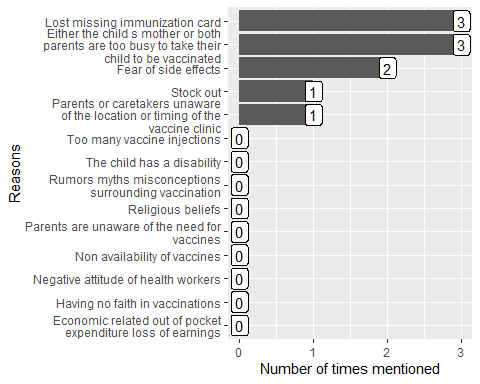 Lost missing immunization card
3
Either the child s mother or both
parents are too busy to take their
child to be vaccinated
3
Fear of side effects
2
Stock out
1
Parents or caretakers unaware
of the location or timing of the
vaccine clinic
1
Too many vaccine injections
0
The child has a disability
0
Rumors myths misconceptions
surrounding vaccination
0
Religious beliefs
0
Parents are unaware of the need for
vaccines
0
Non availability of vaccines
0
Negative attitude of health workers
0
Having no faith in vaccinations
0
Economic related out of pocket
expenditure loss of earnings
0
Reasons
0 1 2 3
Number of times mentioned